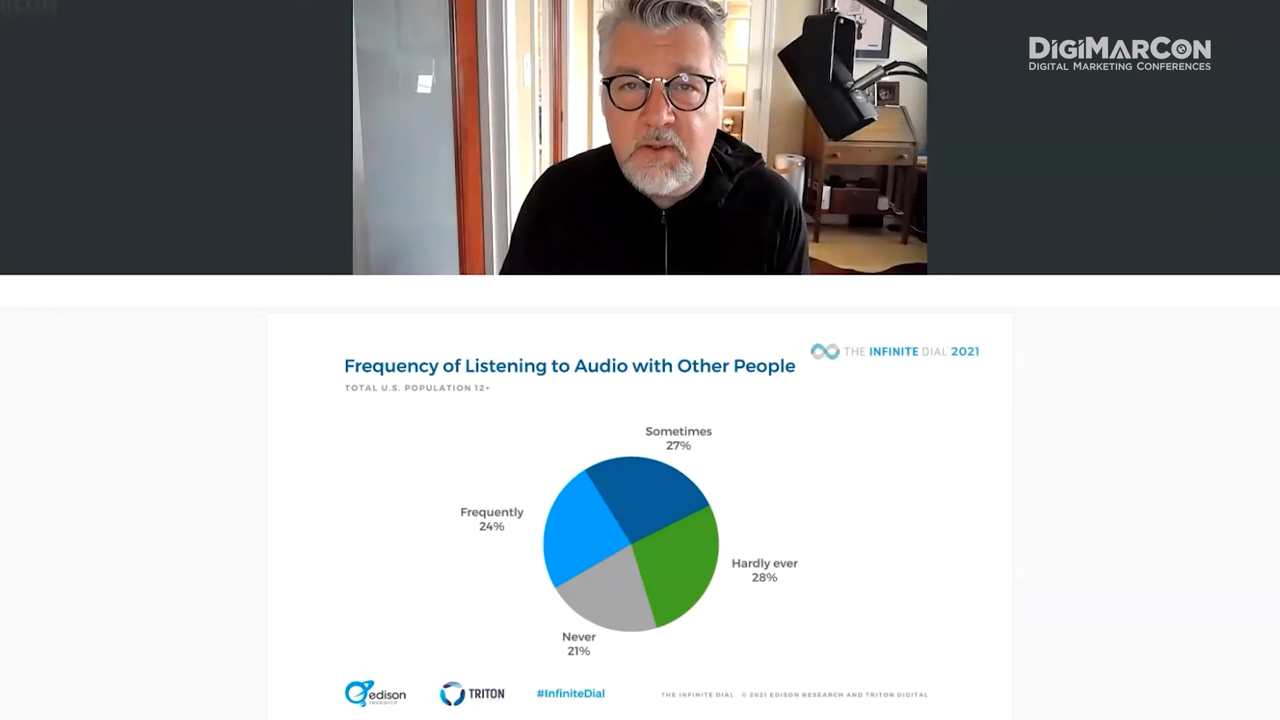 DIGIMARCON
DIGITAL MARKETING CONFERENCES
THE INFINITE DIAL 2021
Frequency of Listening to Audio with Other People
TOTAL U.S. POPULATION 12+
Sometimes
27%
Frequently
24%
Hardly ever
28%
Never
21%
edison
research
TRITON
#InfiniteDial
THE INFINITE DIAL © 2021 EDISON RESEARCH AND TRITON DIGITAL